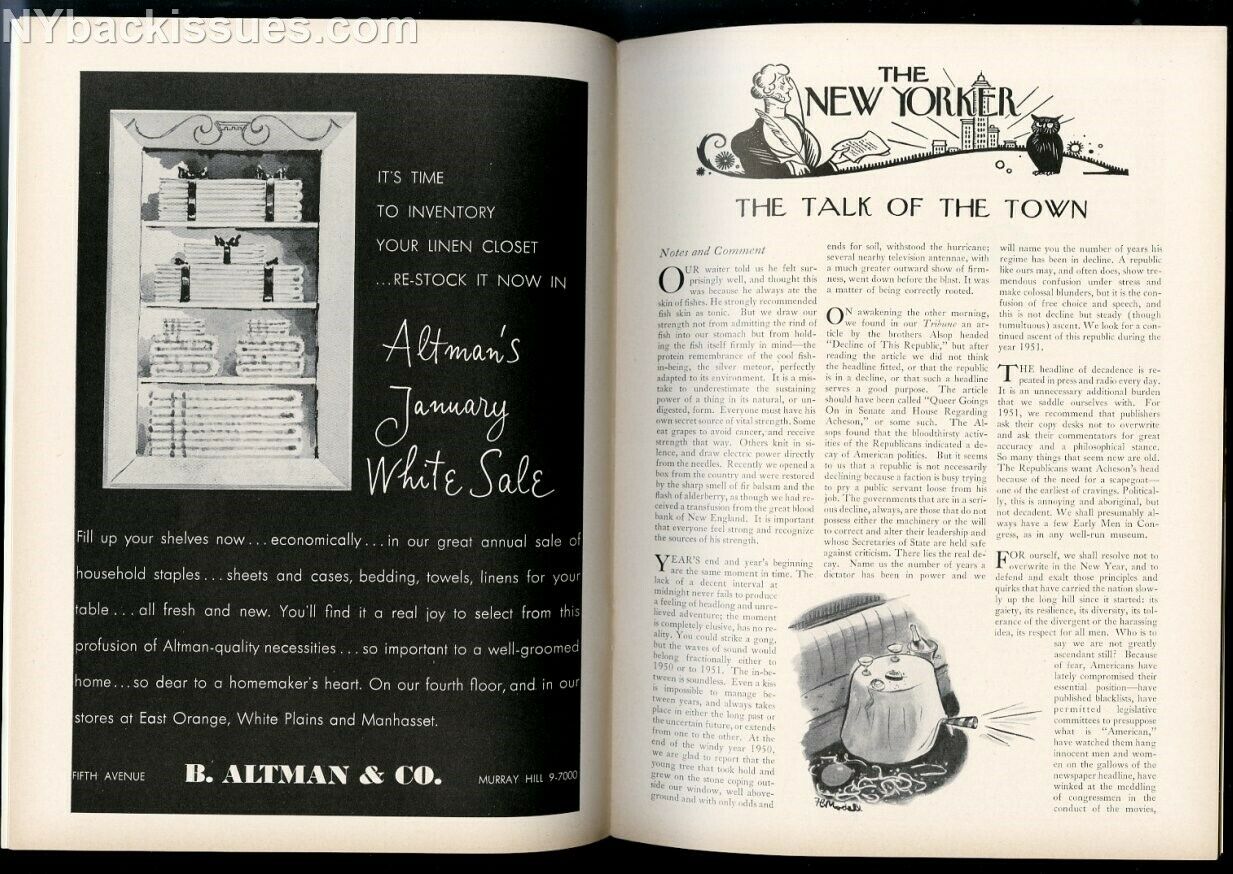 NYbackissues.com
IT'S TIME
TO INVENTORY
YOUR LINEN CLOSET
...RE-STOCK IT NOW IN
Altman's
January
White Sale
Fill up your shelves now...economically...in our great annual sale of
household staples...sheets and cases, bedding, towels, linens for your
table...all fresh and new. You'll find it a real joy to select from this
profusion of Altman-quality necessities...so important to a well-groomed
home...so dear to a homemaker's heart. On our fourth floor, and in our
stores at East Orange, White Plains and Manhasset.
FIFTH AVENUE
B. ALTMAN & CO.
MURRAY HILL 9-7000
THE
NEW YORKER
THE TALK OF THE TOWN
Notes and Comment
OUR waiter told us he felt sur-
prisingly well, and thought this
was because he always ate the
skin of fishes. He strongly recommended
fish skin as tonic. But we draw our
strength not from admitting the rind of
fish into our stomach but from hold-
ing the fish itself firmly in mind—the
protein remembrance of the cool fish-
in-being, the silver meteor, perfectly
adapted to its environment. It is a mis-
take to underestimate the sustaining
power of a thing in its natural, or un-
digested, form. Everyone must have his
own secret source of vital strength. Some
eat grapes to avoid cancer, and receive
strength that way. Others knit in si-
lence, and draw electric power directly
from the needles. Recently we opened a
box from the country and were restored
by the sharp smell of fir balsam and the
flash of alderberry, as though we had re-
ceived a transfusion from the great blood
bank of New England. It is important
that everyone feel strong and recognize
the sources of his strength.
YEAR'S end and year's beginning
are the same moment in time. The
lack of a decent interval at
midnight never fails to produce
a feeling of headlong and unre-
lieved adventure; the moment
is completely elusive, has no re-
ality. You could strike a gong,
but the waves of sound would
belong fractionally either to
1950 or to 1951. The in-be-
tween is soundless. Even a kiss
is impossible to manage be-
tween years, and always takes
place in either the long past or
the uncertain future, or extends
from one to the other. At the
end of the windy year 1950,
we are glad to report that the
young tree that took hold and
grew on the stone coping out-
side our window, well above-
ground and with only odds and
ends for soil, withstood the hurricane;
several nearby television antennae, with
a much greater outward show of firm-
ness, went down before the blast. It was
a matter of being correctly rooted.
ON awakening the other morning,
we found in our Tribune an ar-
ticle by the brothers Alsop headed
"Decline of This Republic," but after
reading the article we did not think
the headline fitted, or that the republic
is in a decline, or that such a headline
serves a good purpose. The article
should have been called "Queer Goings
On in Senate and House Regarding
Acheson," or some such. The Al-
sops found that the bloodthirsty activ-
ities of the Republicans indicated a de-
cay of American politics. But it seems
to us that a republic is not necessarily
declining because a faction is busy trying
to pry a public servant loose from his
job. The governments that are in a seri-
ous decline, always, are those that do not
possess either the machinery or the will
to correct and alter their leadership and
whose Secretaries of State are held safe
against criticism. There lies the real de-
cay. Name us the number of years a
dictator has been in power and we
will name you the number of years his
regime has been in decline. A republic
like ours may, and often does, show tre-
mendous confusion under stress and
make colossal blunders, but it is the con-
fusion of free choice and speech, and
this is not decline but steady (though
tumultuous) ascent. We look for a con-
tinued ascent of this republic during the
year 1951.
THE headline of decadence is re-
peated in press and radio every day.
It is an unnecessary additional burden
that we saddle ourselves with. For
1951, we recommend that publishers
ask their copy desks not to overwrite
and ask their commentators for great
accuracy and a philosophical stance.
So many things that seem new are old.
The Republicans want Acheson's head
because of the need for a scapegoat—
one of the earliest of cravings. Political-
ly, this is annoying and aboriginal, but
not decadent. We shall presumably al-
ways have a few Early Men in Con-
gress, as in any well-run museum.
FOR ourself, we shall resolve not to
overwrite in the New Year, and to
defend and exalt those principles and
quirks that have carried the nation slow-
ly up the long hill since it started: its
gaiety, its resilience, its diversity, its tol-
erance of the divergent or the harassing
idea, its respect for all men. Who is to
say we are not greatly
ascendant still? Because
of fear, Americans have
lately compromised their
essential position—have
published blacklists, have
permitted legislative
committees to presuppose
what is "American,"
have watched them hang
innocent men and wom-
en on the gallows of the
newspaper headline, have
winked at the meddling
of congressmen in the
conduct of the movies,
FBModell